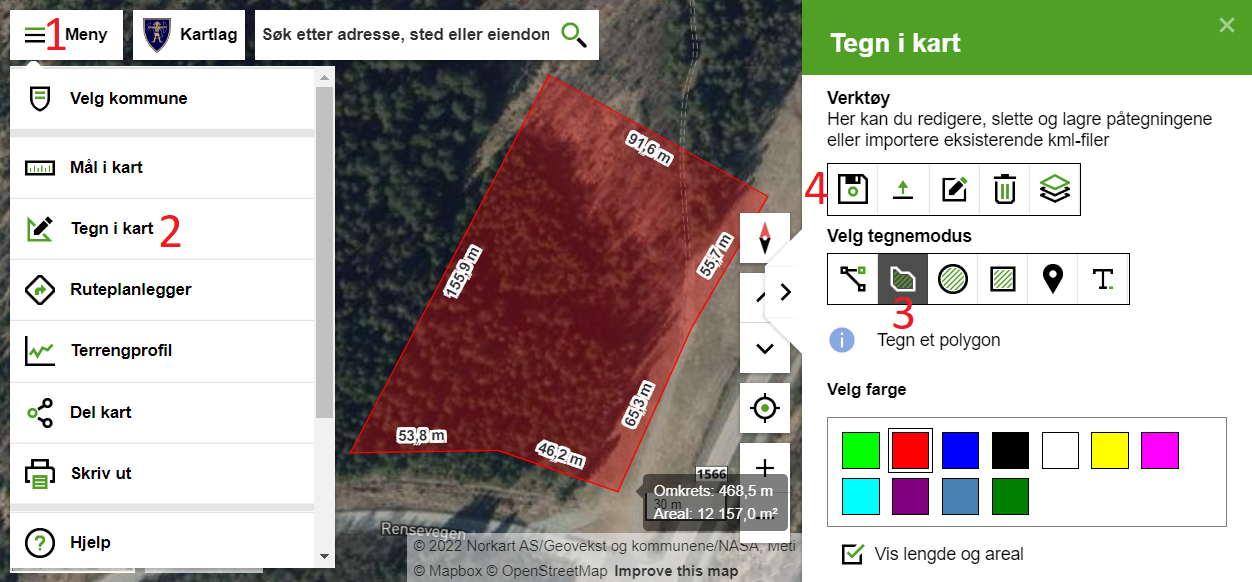 1 Meny
Kartlag
Søk etter adresse, sted eller eiendon
Velg kommune
Mål i kart
Tegn i kart 2
Ruteplanlegger
Terrengprofil
Del kart
Skriv ut
Hjelp
91,6 m
55,7 m
155,9 m
65,3 m
53,8 m
46,2 m
1566
Omkrets: 468,5 m
30 m
Areal: 12 157,0 m²
Rensevegen
© 2022 Norkart AS/Geovekst og kommunene/NASA, Meti
© Mapbox © OpenStreetMap Improve this map
Tegn i kart
Verktøy
Her kan du redigere, slette og lagre påtegningene
eller importere eksisterende kml-filer
4
Velg tegnemodus
T.
3
Tegn et polygon
Velg farge
Vis lengde og areal